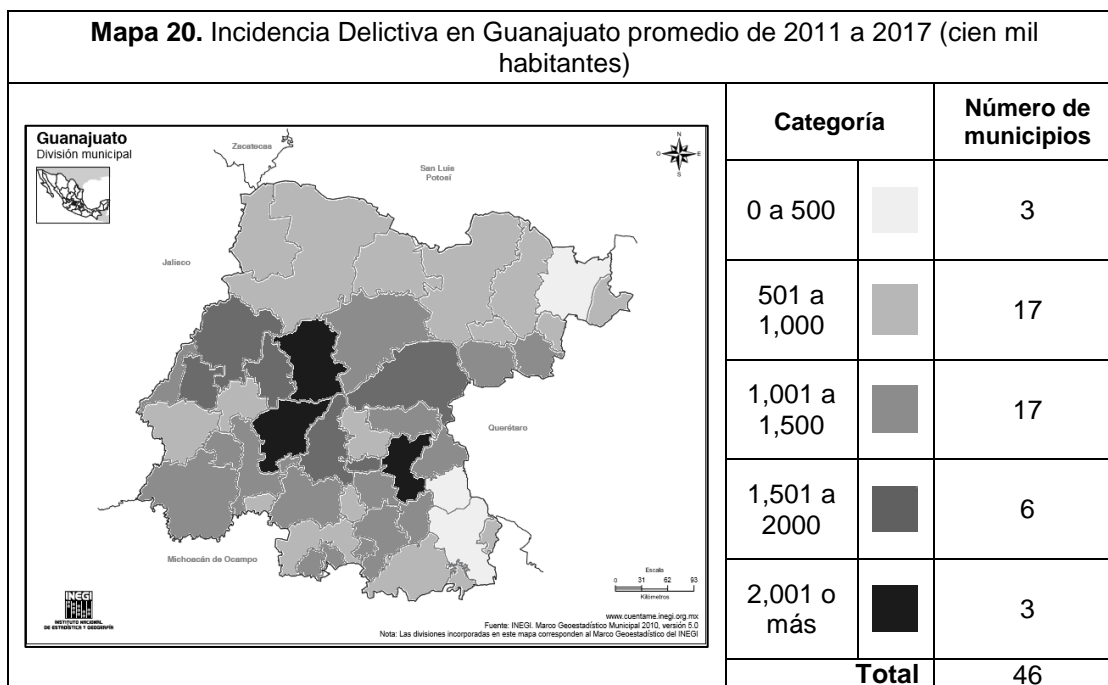 Mapa 20. Incidencia Delictiva en Guanajuato promedio de 2011 a 2017 (cien mil
habitantes)
Guanajuato
División municipal
Zacatecas
San Luis
Potosí
N
O
E
S
Jalisco
Querétaro
Michoacán de Ocampo
INEGI
INSTITUTO NACIONAL
DE ESTADÍSTICA Y GEOGRAFÍA
Escala
0 31 62 93
Kilómetros
www.cuentame.inegi.org.mx
Fuente: INEGI. Marco Geoestadístico Municipal 2010, versión 5.0
Nota: Las divisiones incorporadas en este mapa corresponden al Marco Geoestadístico del INEGI
Categoría
Número de
municipios
0 a 500
3
501 a
1,000
17
1,001 a
1,500
17
1,501 a
2000
6
2,001 o
más
3
Total
46